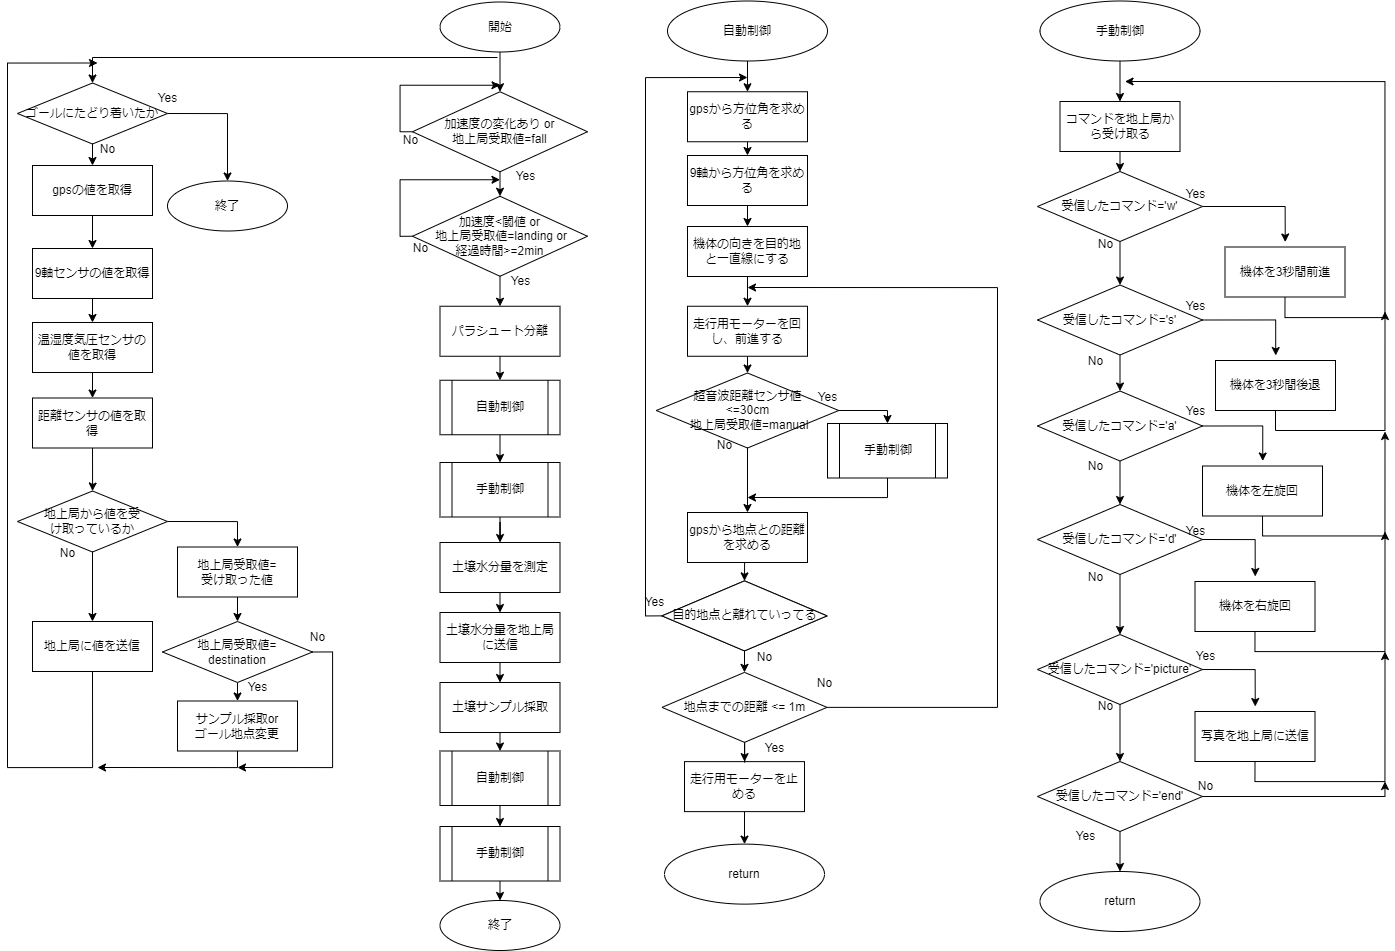 開始
ゴールにたどり着いたか
Yes
No
gpsの値を取得
終了
9軸センサの値を取得
温湿度気圧センサの
値を取得
距離センサの値を取
得
地上局から値を受
け取っているか
No
地上局受取値=
受け取った値
地上局に値を送信
地上局受取値=
destination
No
Yes
サンプル採取or
ゴール地点変更
加速度の変化あり or
地上局受取値=fall
No
Yes
加速度<閾値 or
地上局受取値=landing or
経過時間>=2min
No
Yes
パラシュート分離
自動制御
手動制御
土壌水分量を測定
土壌水分量を地上局
に送信
土壌サンプル採取
自動制御
手動制御
終了
自動制御
gpsから方位角を求め
る
9軸から方位角を求め
る
機体の向きを目的地
と一直線にする
走行用モーターを回
し、前進する
超音波距離センサ値
<=30cm
地上局受取値=manual
Yes
No
手動制御
gpsから地点との距離
を求める
目的地点と離れていってる
Yes
No
地点までの距離 <= 1m
No
Yes
走行用モーターを止
める
return
手動制御
コマンドを地上局か
ら受け取る
受信したコマンド='w'
Yes
No
機体を3秒間前進
受信したコマンド='s'
Yes
No
機体を3秒間後退
受信したコマンド='a'
Yes
No
機体を左旋回
受信したコマンド='d'
Yes
No
機体を右旋回
受信したコマンド='picture'
Yes
No
写真を地上局に送信
受信したコマンド='end'
No
Yes
return